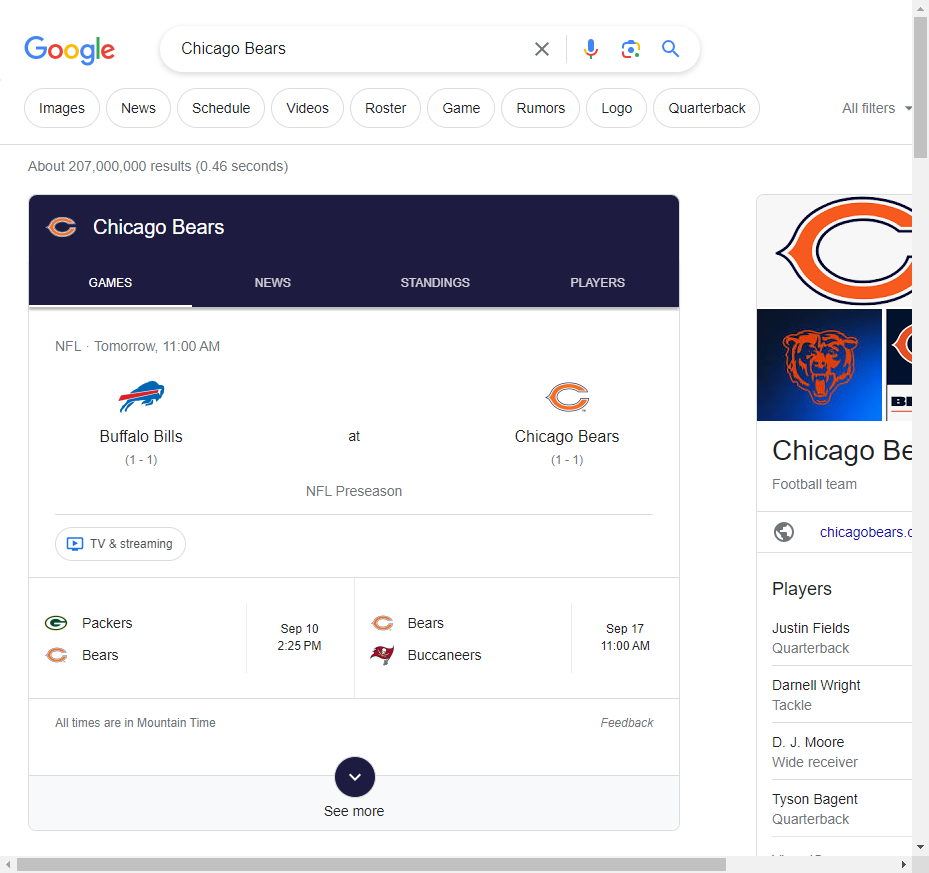 Google
Chicago Bears
Images
News
Schedule
Videos
Roster
Game
Rumors
Logo
Quarterback
All filters
About 207,000,000 results (0.46 seconds)
Chicago Bears
GAMES
NEWS
STANDINGS
PLAYERS
NFL · Tomorrow, 11:00 AM
Buffalo Bills
at
Chicago Bears
(1 - 1)
(1 - 1)
NFL Preseason
TV & streaming
Packers
Bears
Sep 10
2:25 PM
Bears
Buccaneers
Sep 17
11:00 AM
All times are in Mountain Time
Feedback
See more
Chicago Be
Football team
chicagobears.c
Players
Justin Fields
Quarterback
Darnell Wright
Tackle
D. J. Moore
Wide receiver
Tyson Bagent
Quarterback